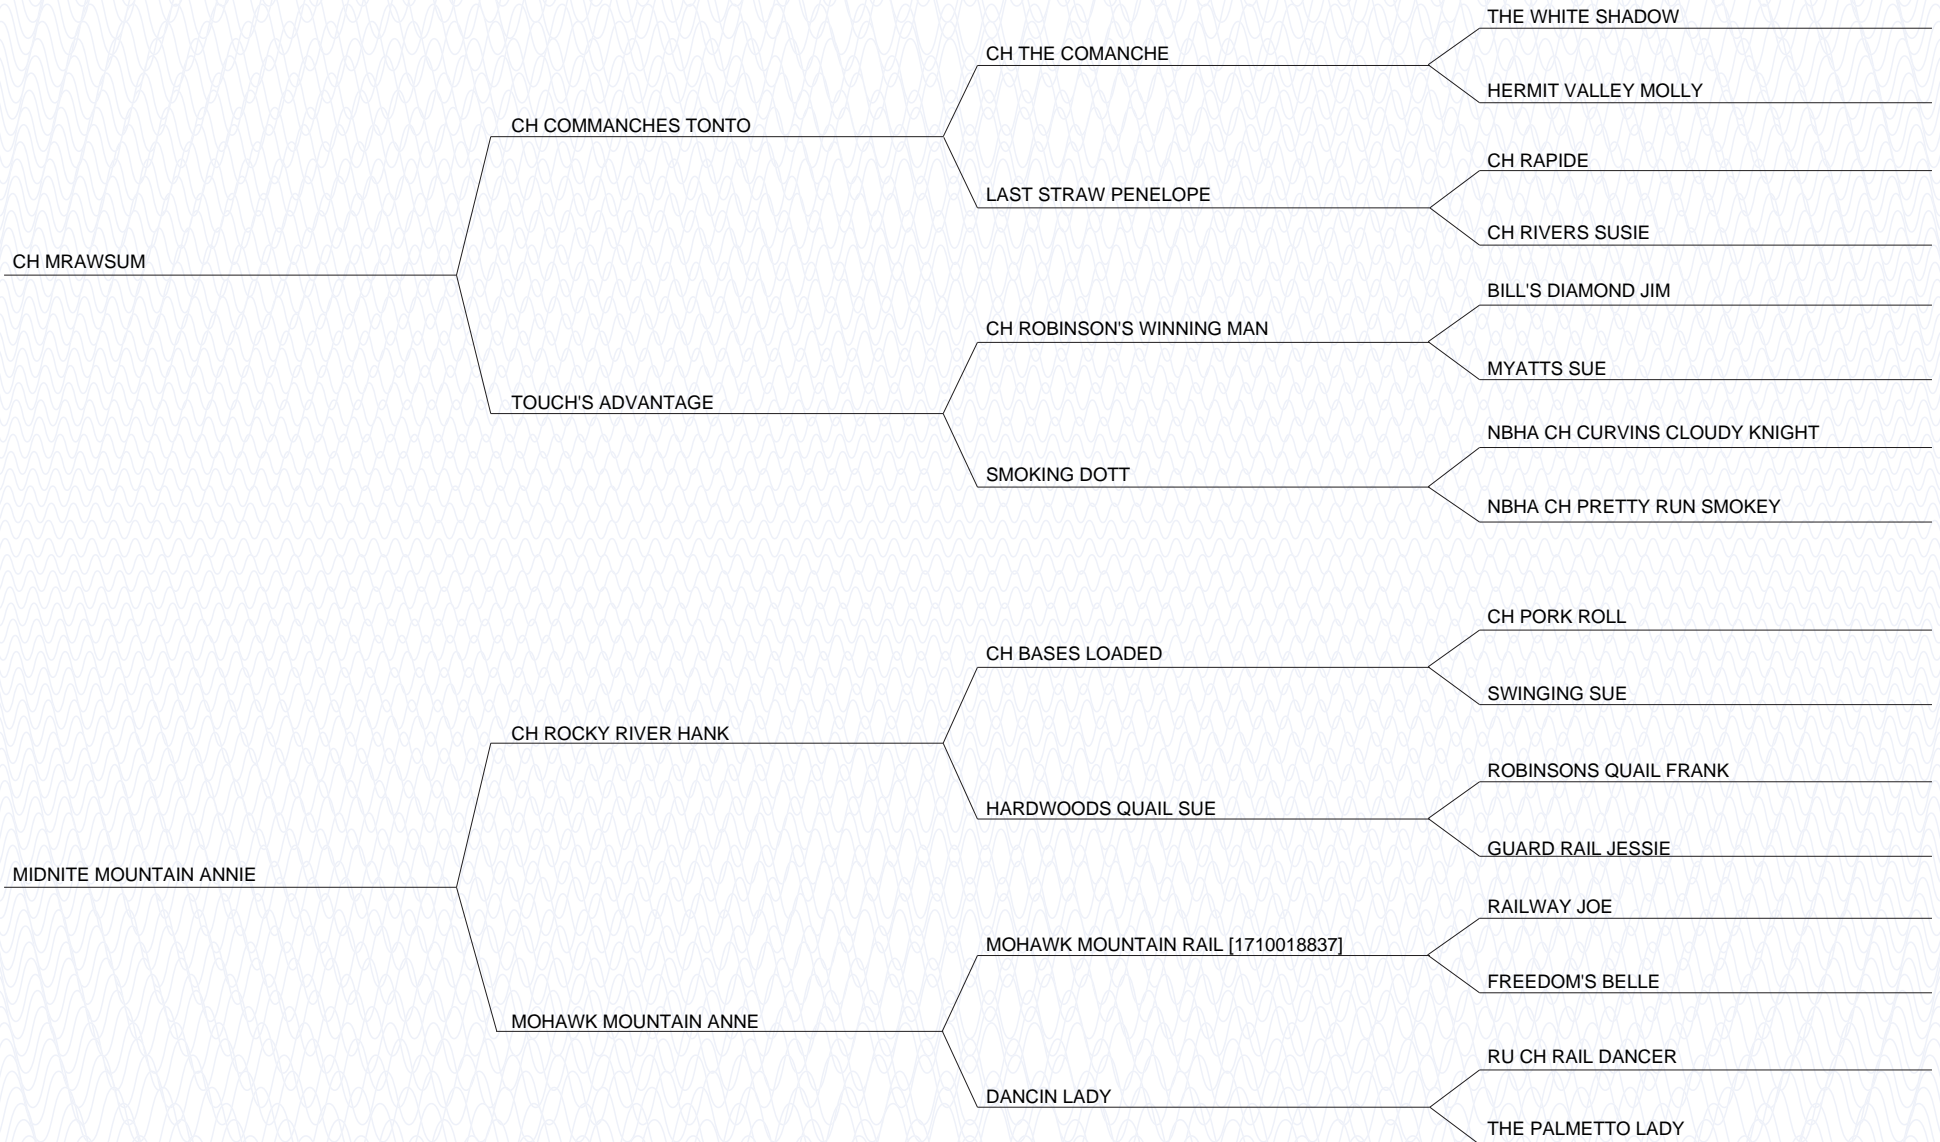 THE WHITE SHADOW
CH THE COMANCHE
HERMIT VALLEY MOLLY
CH COMMANCHES TONTO
CH RAPIDE
LAST STRAW PENELOPE
CH RIVERS SUSIE
CH MRAWSUM
BILL'S DIAMOND JIM
CH ROBINSON'S WINNING MAN
MYATTS SUE
TOUCH'S ADVANTAGE
NBHA CH CURVINS CLOUDY KNIGHT
SMOKING DOTT
NBHA CH PRETTY RUN SMOKEY
CH PORK ROLL
CH BASES LOADED
SWINGING SUE
CH ROCKY RIVER HANK
ROBINSONS QUAIL FRANK
HARDWOODS QUAIL SUE
GUARD RAIL JESSIE
MIDNITE MOUNTAIN ANNIE
RAILWAY JOE
MOHAWK MOUNTAIN RAIL [1710018837]
FREEDOM'S BELLE
MOHAWK MOUNTAIN ANNE
RU CH RAIL DANCER
DANCIN LADY
THE PALMETTO LADY